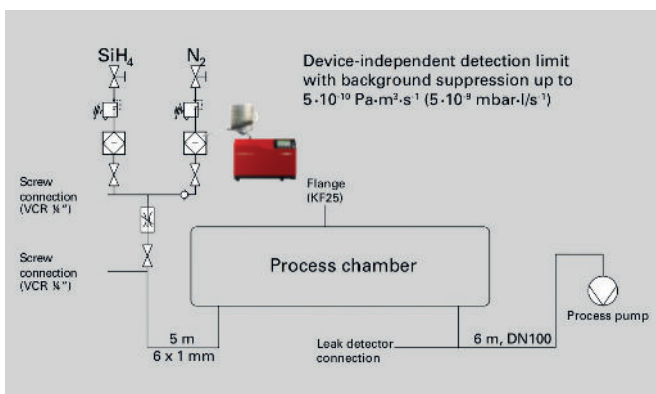 SiH₄
N₂
Device-independent detection limit
with background suppression up to
5·10⁻¹⁰ Pa·m³·s⁻¹ (5·10⁻⁹ mbar·l/s⁻¹)
Screw
connection
(VCR ¼")
Flange
(KF25)
Screw
connection
(VCR ¼")
Process chamber
Process pump
5 m
6 x 1 mm
Leak detector
connection
6 m, DN100